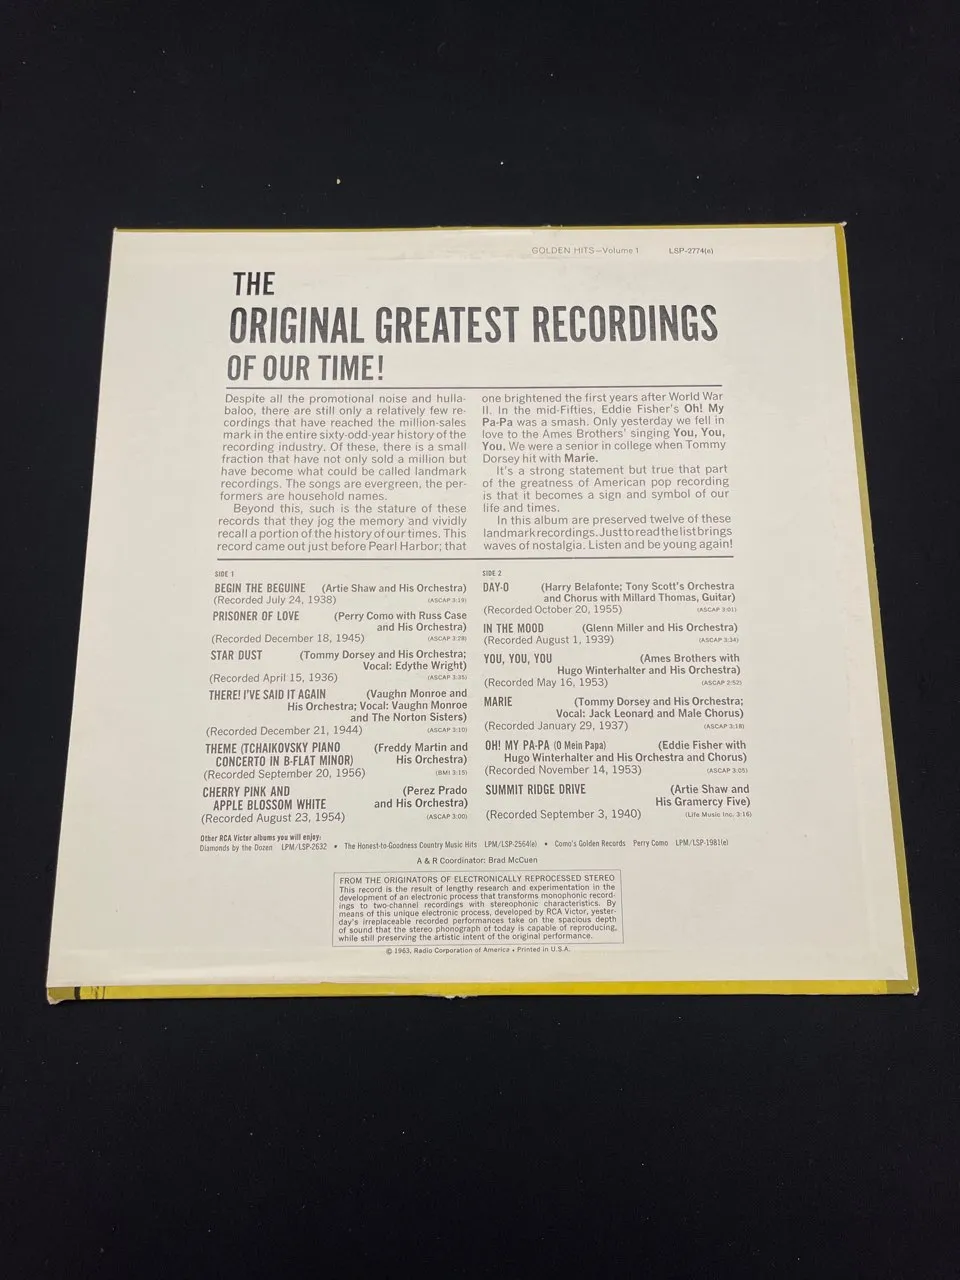 GOLDEN HITS—Volume 1 LSP-2774(e)
THE
ORIGINAL GREATEST RECORDINGS
OF OUR TIME!
Despite all the promotional noise and hulla-
baloo, there are still only a relatively few re-
cordings that have reached the million-sales
mark in the entire sixty-odd-year history of the
recording industry. Of these, there is a small
fraction that have not only sold a million but
have become what could be called landmark
recordings. The songs are evergreen, the per-
formers are household names.
Beyond this, such is the stature of these
records that they jog the memory and vividly
recall a portion of the history of our times. This
record came out just before Pearl Harbor; that
one brightened the first years after World War
II. In the mid-Fifties, Eddie Fisher's Oh! My
Pa-Pa was a smash. Only yesterday we fell in
love to the Ames Brothers' singing You, You,
You. We were a senior in college when Tommy
Dorsey hit with Marie.
It's a strong statement but true that part
of the greatness of American pop recording
is that it becomes a sign and symbol of our
life and times.
In this album are preserved twelve of these
landmark recordings. Just to read the list brings
waves of nostalgia. Listen and be young again!
SIDE 1
BEGIN THE BEGUINE (Artie Shaw and His Orchestra)
(Recorded July 24, 1938) (ASCAP 3:19)
PRISONER OF LOVE (Perry Como with Russ Case
and His Orchestra)
(Recorded December 18, 1945) (ASCAP 3:28)
STAR DUST (Tommy Dorsey and His Orchestra;
Vocal: Edythe Wright)
(Recorded April 15, 1936) (ASCAP 3:35)
THERE! I'VE SAID IT AGAIN (Vaughn Monroe and
His Orchestra; Vocal: Vaughn Monroe
and The Norton Sisters)
(Recorded December 21, 1944) (ASCAP 3:10)
THEME (TCHAIKOVSKY PIANO (Freddy Martin and
CONCERTO IN B-FLAT MINOR) His Orchestra)
(Recorded September 20, 1956) (BMI 3:15)
CHERRY PINK AND (Perez Prado
APPLE BLOSSOM WHITE and His Orchestra)
(Recorded August 23, 1954) (ASCAP 3:00)
SIDE 2
DAY-O (Harry Belafonte; Tony Scott's Orchestra
and Chorus with Millard Thomas, Guitar)
(Recorded October 20, 1955) (ASCAP 3:01)
IN THE MOOD (Glenn Miller and His Orchestra)
(Recorded August 1, 1939) (ASCAP 3:34)
YOU, YOU, YOU (Ames Brothers with
Hugo Winterhalter and His Orchestra)
(Recorded May 16, 1953) (ASCAP 2:52)
MARIE (Tommy Dorsey and His Orchestra;
Vocal: Jack Leonard and Male Chorus)
(Recorded January 29, 1937) (ASCAP 3:18)
OH! MY PA-PA (O Mein Papa) (Eddie Fisher with
Hugo Winterhalter and His Orchestra and Chorus)
(Recorded November 14, 1953) (ASCAP 3:05)
SUMMIT RIDGE DRIVE (Artie Shaw and
His Gramercy Five)
(Recorded September 3, 1940) (Life Music Inc. 3:16)
Other RCA Victor albums you will enjoy:
Diamonds by the Dozen LPM/LSP-2632 • The Honest-to-Goodness Country Music Hits LPM/LSP-2564(e) • Como's Golden Records Perry Como LPM/LSP-1981(e)
A & R Coordinator: Brad McCuen
FROM THE ORIGINATORS OF ELECTRONICALLY REPROCESSED STEREO
This record is the result of lengthy research and experimentation in the
development of an electronic process that transforms monophonic record-
ings to two-channel recordings with stereophonic characteristics. By
means of this unique electronic process, developed by RCA Victor, yester-
day's irreplaceable recorded performances take on the spacious depth
of sound that the stereo phonograph of today is capable of reproducing,
while still preserving the artistic intent of the original performance.
© 1963, Radio Corporation of America • Printed in U.S.A.